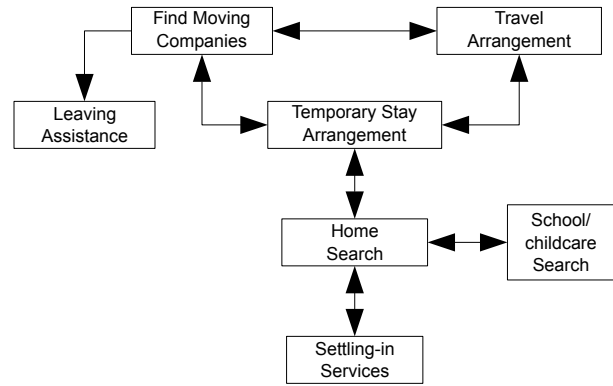 Find Moving
Companies
Travel
Arrangement
Leaving
Assistance
Temporary Stay
Arrangement
Home
Search
School/
childcare
Search
Settling-in
Services